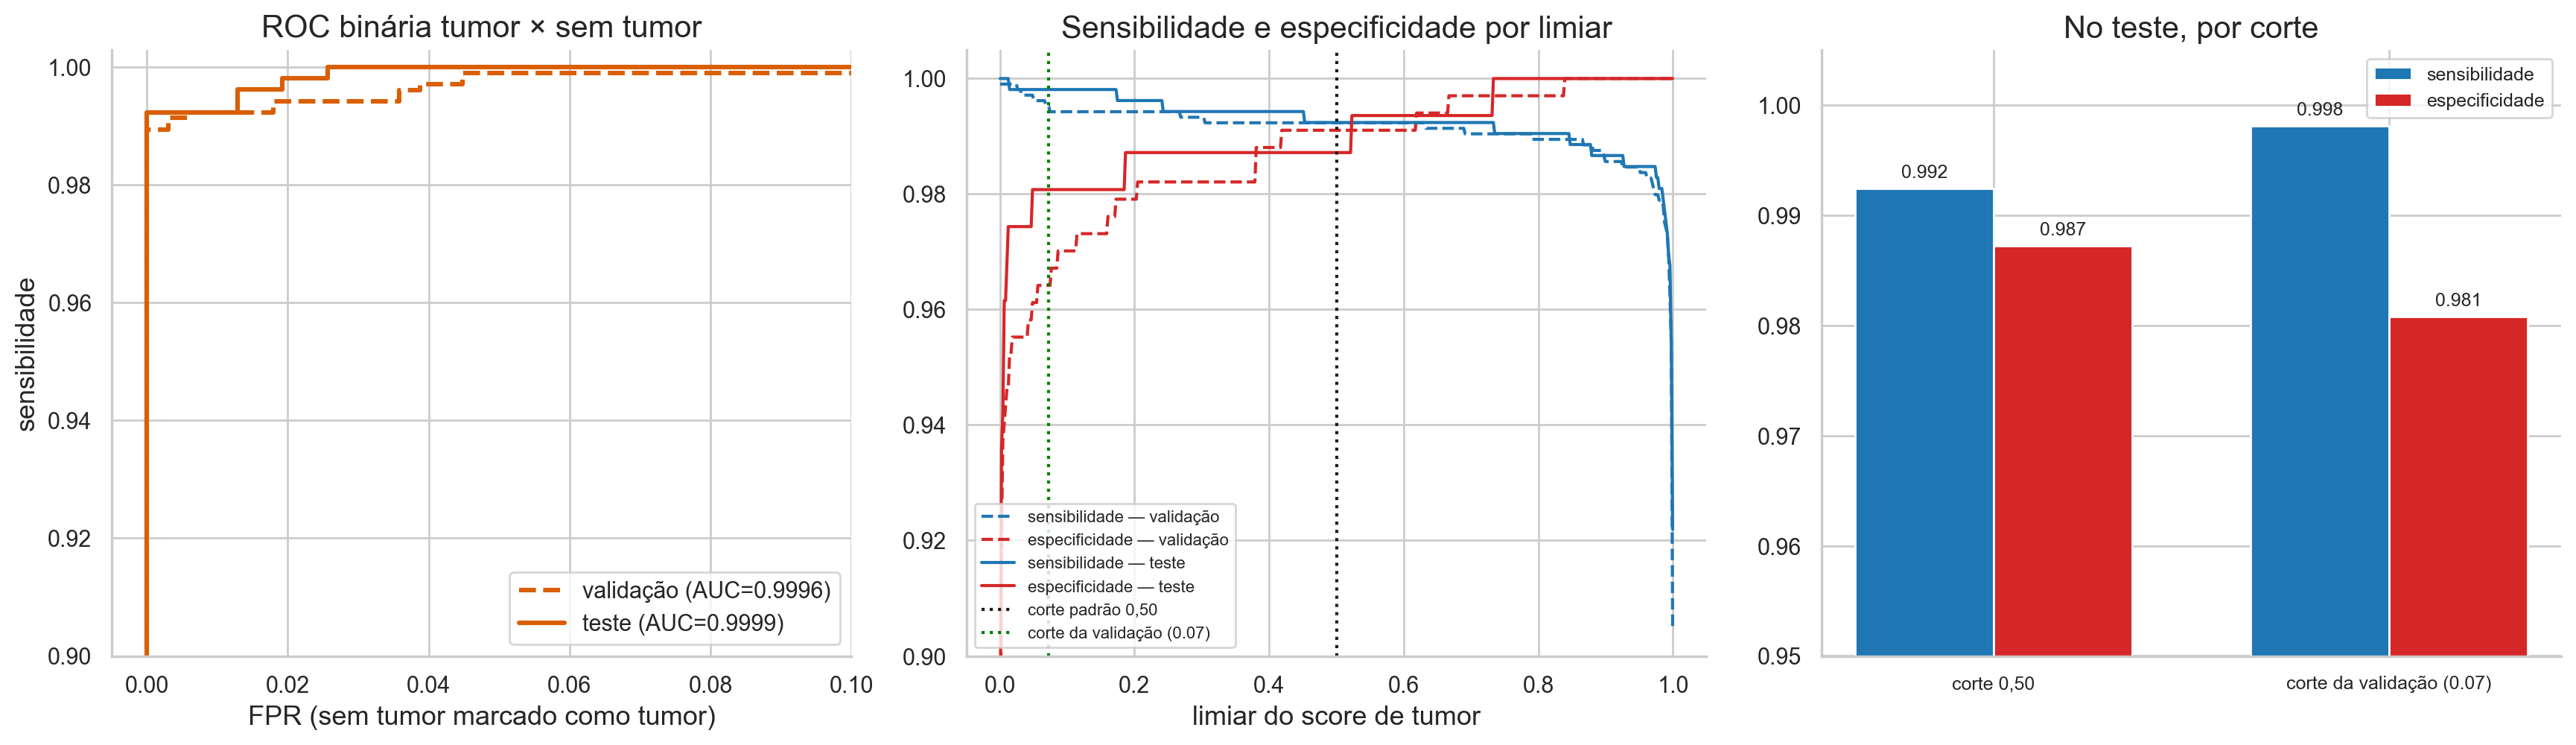 ROC binária tumor × sem tumor
1.00
0.98
0.96
0.94
0.92
0.90
sensibilidade
0.00 0.02 0.04 0.06 0.08 0.10
FPR (sem tumor marcado como tumor)
validação (AUC=0.9996)
teste (AUC=0.9999)
Sensibilidade e especificidade por limiar
1.00
0.98
0.96
0.94
0.92
0.90
sensibilidade — validação
especificidade — validação
sensibilidade — teste
especificidade — teste
corte padrão 0,50
corte da validação (0.07)
0.0 0.2 0.4 0.6 0.8 1.0
limiar do score de tumor
No teste, por corte
sensibilidade
especificidade
1.00
0.99
0.98
0.97
0.96
0.95
0.992
0.987
0.998
0.981
corte 0,50
corte da validação (0.07)